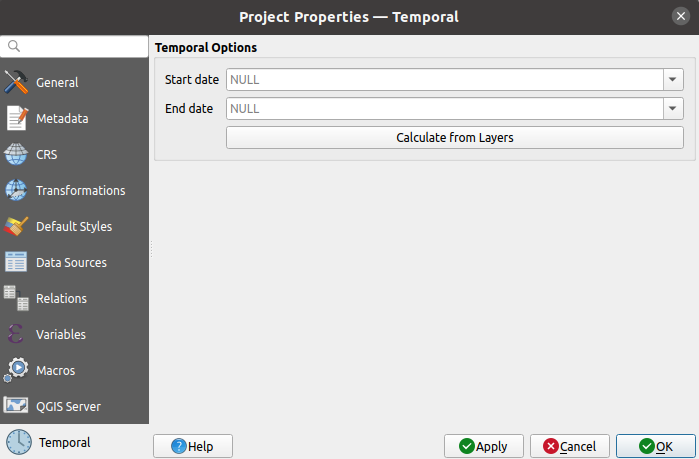 Project Properties — Temporal
Temporal Options
Start date NULL
End date NULL
Calculate from Layers
General
Metadata
CRS
Transformations
Default Styles
Data Sources
Relations
Variables
Macros
QGIS Server
Temporal
Help
Apply
Cancel
OK